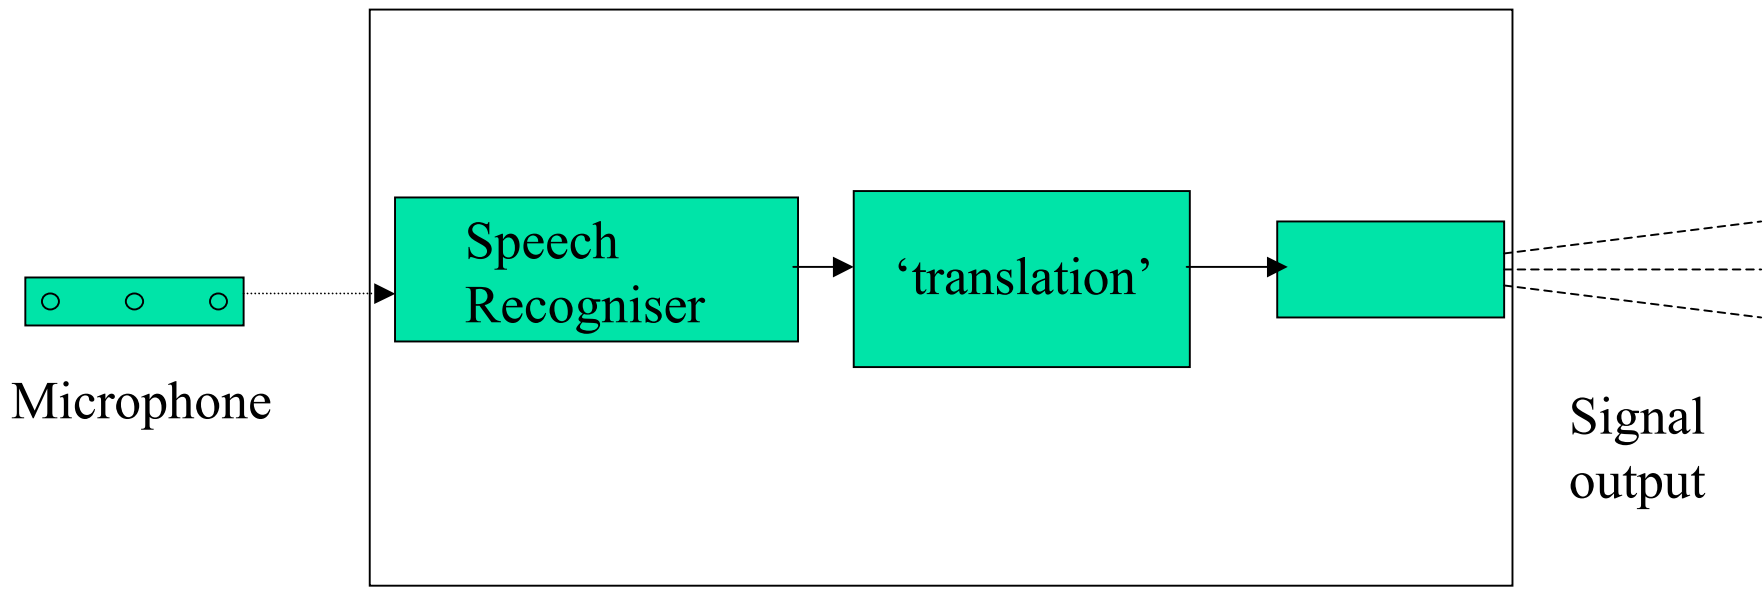 Microphone
Speech
Recogniser
‘translation’
Signal
output